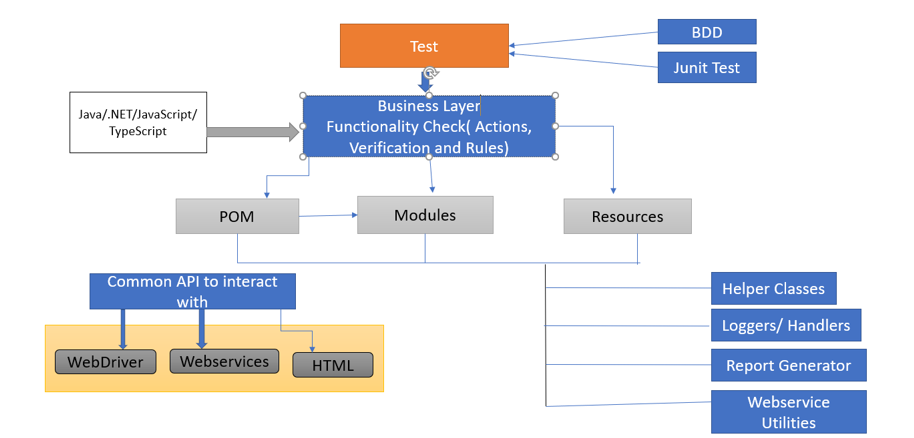 Test
BDD
Junit Test
Java/.NET/JavaScript/
TypeScript
Business Layer
Functionality Check( Actions,
Verification and Rules)
POM
Modules
Resources
Common API to interact
with
WebDriver
Webservices
HTML
Helper Classes
Loggers/ Handlers
Report Generator
Webservice
Utilities